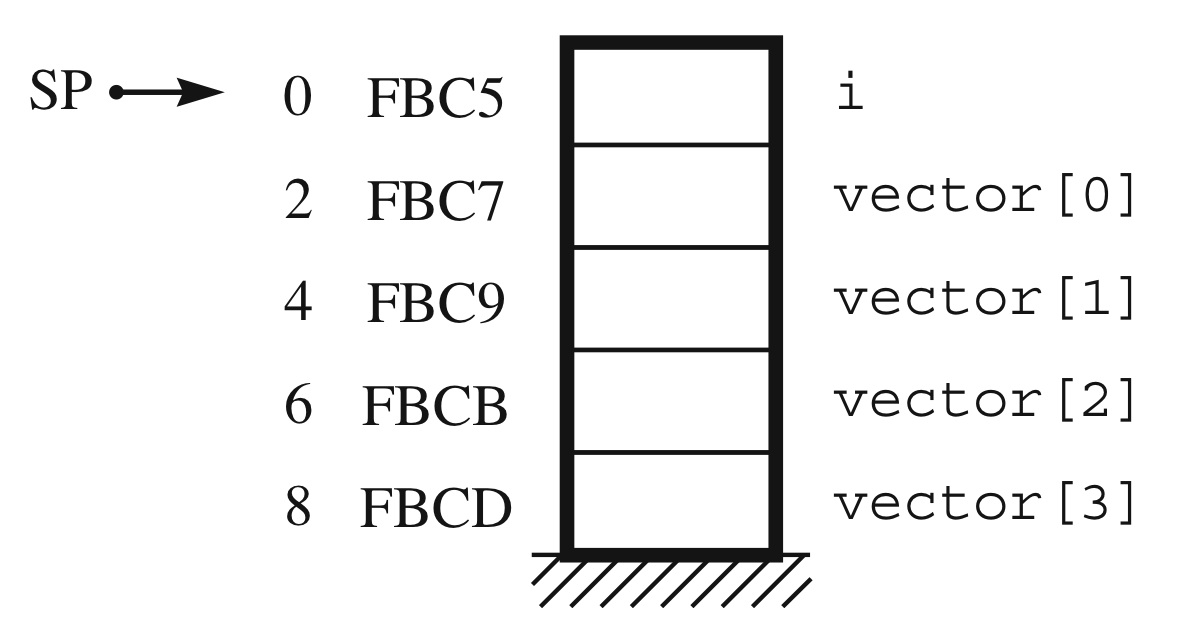 SP 0 FBC5 i
2 FBC7 vector[0]
4 FBC9 vector[1]
6 FBCB vector[2]
8 FBCD vector[3]